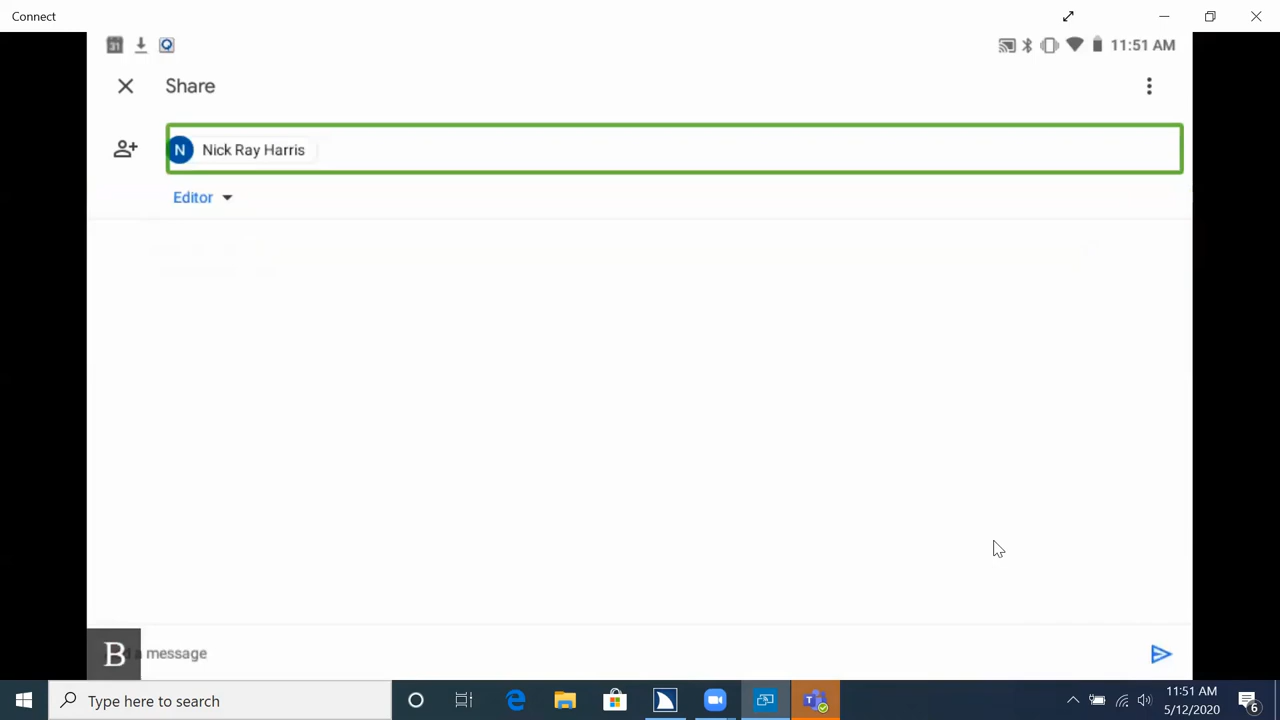 Connect
31
11:51 AM
Share
N Nick Ray Harris
Editor
B
a message
Type here to search
11:51 AM
5/12/2020
6